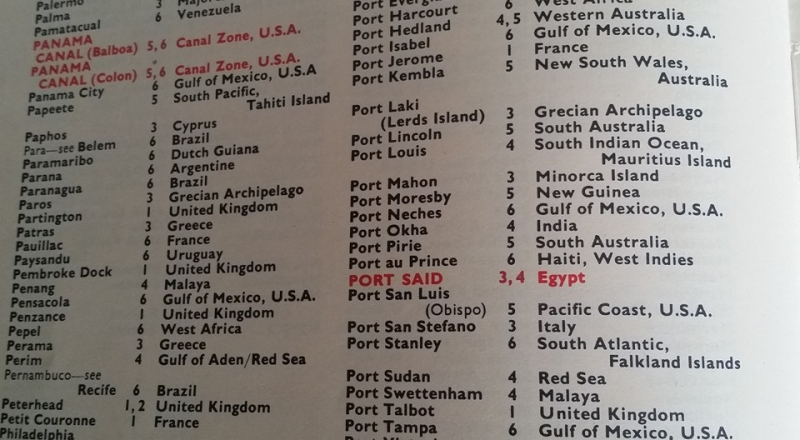 Palermo
Palma 3
Pamatacual 6 Venezuela
PANAMA
CANAL (Balboa) 5,6 Canal Zone, U.S.A.
PANAMA
CANAL (Colon) 5,6 Canal Zone, U.S.A.
Panama City 6 Gulf of Mexico, U.S.A
Papeete 5 South Pacific,
Tahiti Island
Paphos 3 Cyprus
Para—see Belem 6 Brazil
Paramaribo 6 Dutch Guiana
Parana 6 Argentine
Paranagua 6 Brazil
Paros 3 Grecian Archipelago
Partington 1 United Kingdom
Patras 3 Greece
Pauillac 6 France
Paysandu 6 Uruguay
Pembroke Dock 1 United Kingdom
Penang 4 Malaya
Pensacola 6 Gulf of Mexico, U.S.A.
Penzance 1 United Kingdom
Pepel 6 West Africa
Perama 3 Greece
Perim 4 Gulf of Aden/Red Sea
Pernambuco—see
Recife 6 Brazil
Peterhead 1,2 United Kingdom
Petit Couronne 1 France
Philadelphia
Port
Port Harcourt 6 West Africa
Port Hedland 4,5 Western Australia
Port Isabel 6 Gulf of Mexico, U.S.A.
Port Jerome 1 France
Port Kembla 5 New South Wales,
Australia
Port Laki
(Lerds Island) 3 Grecian Archipelago
Port Lincoln 5 South Australia
Port Louis 4 South Indian Ocean,
Mauritius Island
Port Mahon 3 Minorca Island
Port Moresby 5 New Guinea
Port Neches 6 Gulf of Mexico, U.S.A.
Port Okha 4 India
Port Pirie 5 South Australia
Port au Prince 6 Haiti, West Indies
PORT SAID 3,4 Egypt
Port San Luis
(Obispo) 5 Pacific Coast, U.S.A.
Port San Stefano 3 Italy
Port Stanley 6 South Atlantic,
Falkland Islands
Port Sudan 4 Red Sea
Port Swettenham 4 Malaya
Port Talbot 1 United Kingdom
Port Tampa 6 Gulf of Mexico, U.S.A.